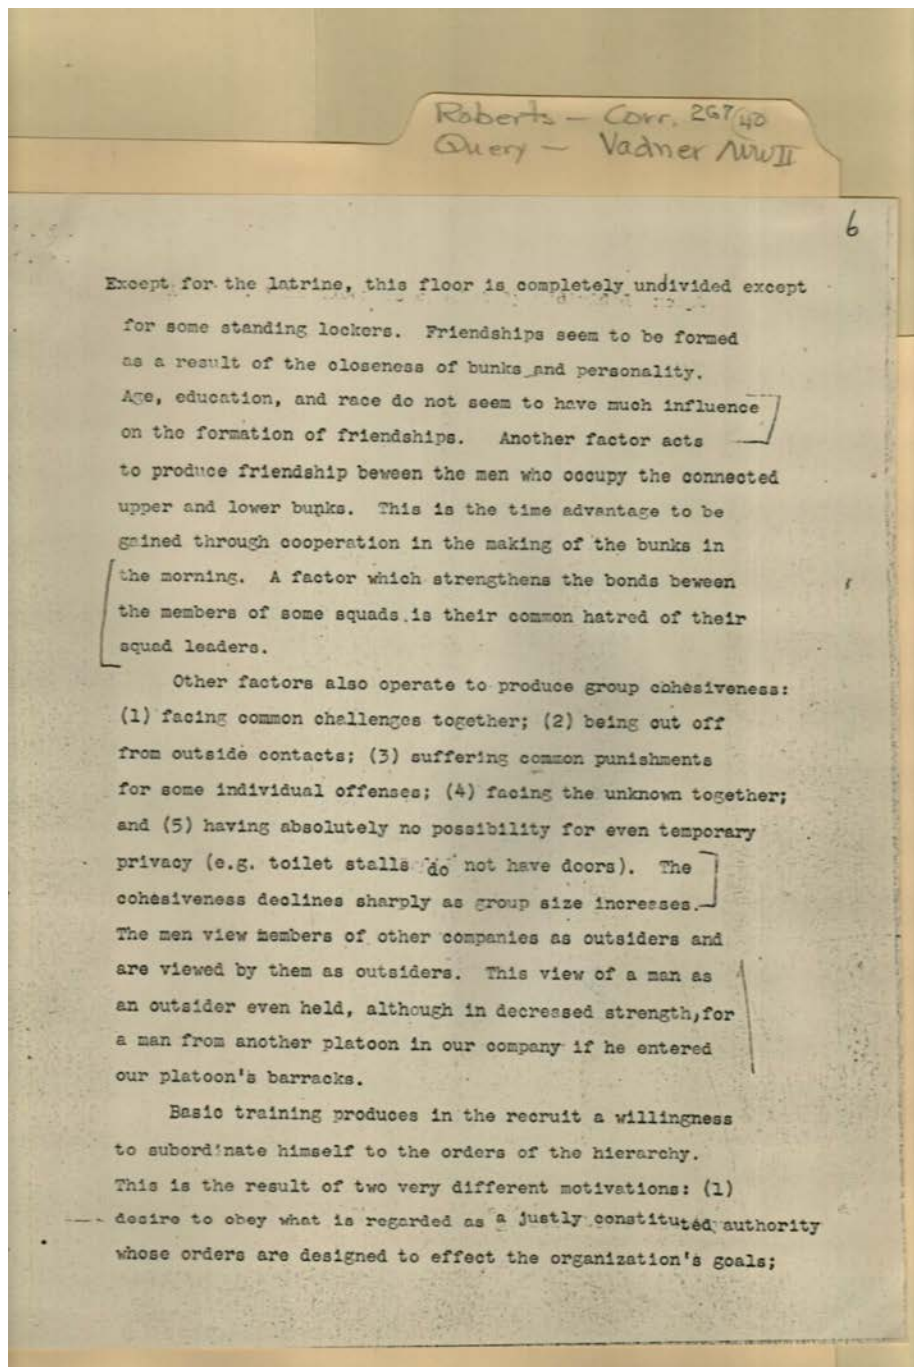 Roberts — Corr. 267/40
Query — Vadner WWII
6
Except for the latrine, this floor is completely undivided except
for some standing lockers. Friendships seem to be formed
as a result of the closeness of bunks and personality.
Age, education, and race do not seem to have much influence
on the formation of friendships. Another factor acts
to produce friendship beween the men who occupy the connected
upper and lower bunks. This is the time advantage to be
gained through cooperation in the making of the bunks in
the morning. A factor which strengthens the bonds beween
the members of some squads is their common hatred of their
squad leaders.
Other factors also operate to produce group cohesiveness:
(1) facing common challenges together; (2) being cut off
from outside contacts; (3) suffering common punishments
for some individual offenses; (4) facing the unknown together;
and (5) having absolutely no possibility for even temporary
privacy (e.g. toilet stalls do not have doors). The
cohesiveness declines sharply as group size increases.
The men view members of other companies as outsiders and
are viewed by them as outsiders. This view of a man as
an outsider even held, although in decreased strength, for
a man from another platoon in our company if he entered
our platoon's barracks.
Basic training produces in the recruit a willingness
to subordinate himself to the orders of the hierarchy.
This is the result of two very different motivations: (1)
desire to obey what is regarded as a justly constituted authority
whose orders are designed to effect the organization's goals;